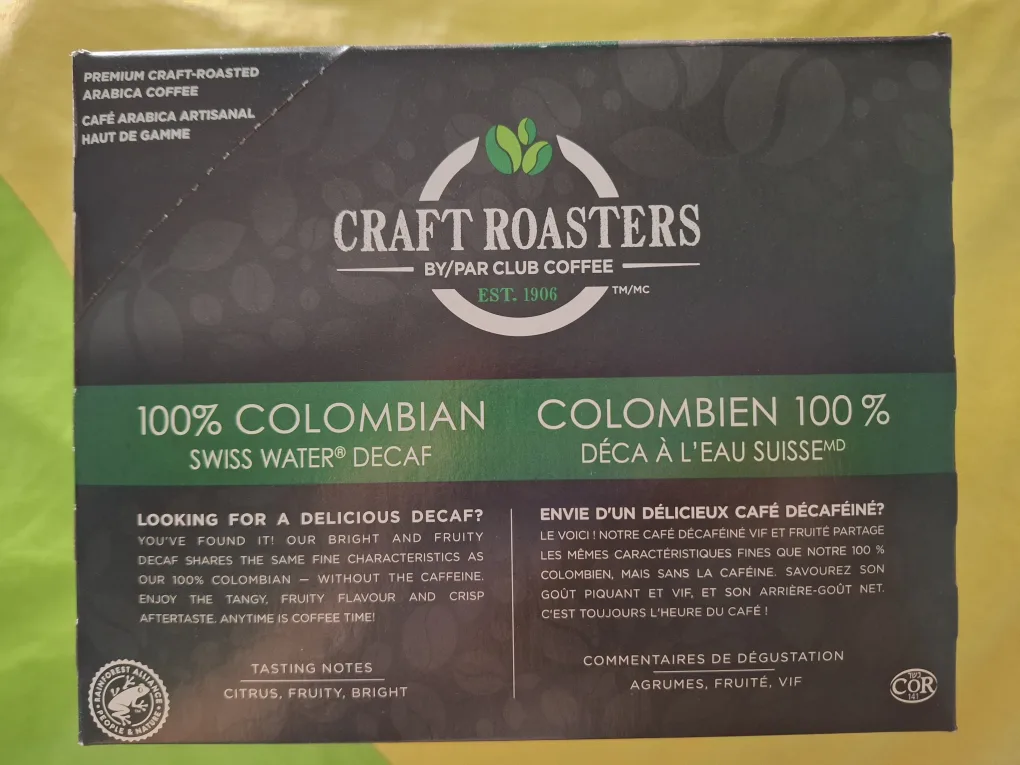 PREMIUM CRAFT-ROASTED
ARABICA COFFEE
CAFÉ ARABICA ARTISANAL
HAUT DE GAMME
CRAFT ROASTERS
BY/PAR CLUB COFFEE
EST. 1906
TM/MC
100% COLOMBIAN
SWISS WATER® DECAF
COLOMBIEN 100 %
DÉCA À L'EAU SUISSEMD
LOOKING FOR A DELICIOUS DECAF?
YOU'VE FOUND IT! OUR BRIGHT AND FRUITY
DECAF SHARES THE SAME FINE CHARACTERISTICS AS
OUR 100% COLOMBIAN — WITHOUT THE CAFFEINE.
ENJOY THE TANGY, FRUITY FLAVOUR AND CRISP
AFTERTASTE. ANYTIME IS COFFEE TIME!
TASTING NOTES
CITRUS, FRUITY, BRIGHT
ENVIE D'UN DÉLICIEUX CAFÉ DÉCAFÉINÉ?
LE VOICI ! NOTRE CAFÉ DÉCAFÉINÉ VIF ET FRUITÉ PARTAGE
LES MÊMES CARACTÉRISTIQUES FINES QUE NOTRE 100 %
COLOMBIEN, MAIS SANS LA CAFÉINE. SAVOUREZ SON
GOÛT PIQUANT ET VIF, ET SON ARRIÈRE-GOÛT NET.
C'EST TOUJOURS L'HEURE DU CAFÉ !
COMMENTAIRES DE DÉGUSTATION
AGRUMES, FRUITÉ, VIF
RAINFOREST ALLIANCE
PEOPLE & NATURE
COR
141